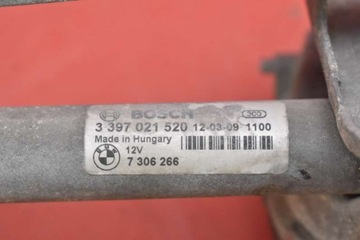 BOSCH
3 397 021 520 12-03-09 1100
Made in Hungary
12V
7 306 266